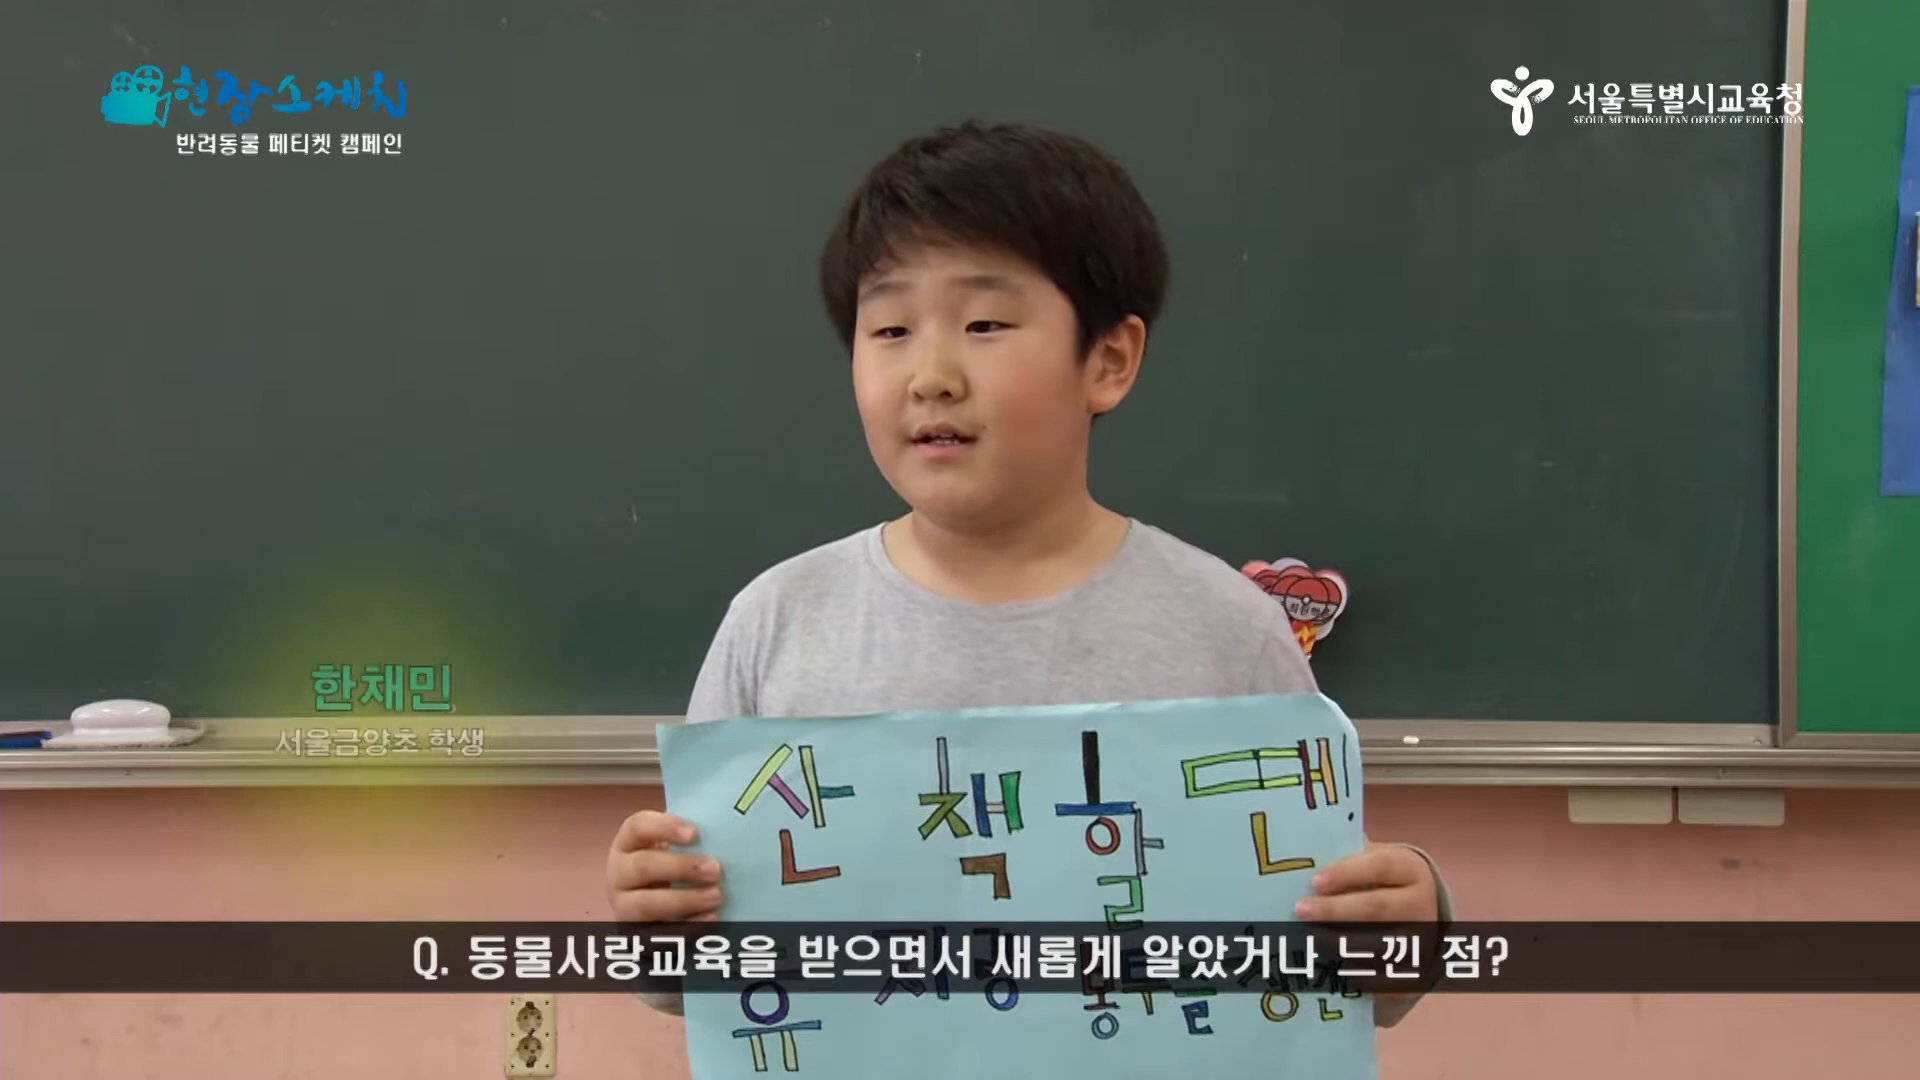 현장스케치
반려동물 페티켓 캠페인
서울특별시교육청
SEOUL METROPOLITAN OFFICE OF EDUCATION
한채민
서울금양초 학생
산책할 땐!
Q. 동물사랑교육을 받으면서 새롭게 알았거나 느낀 점?
봉투를